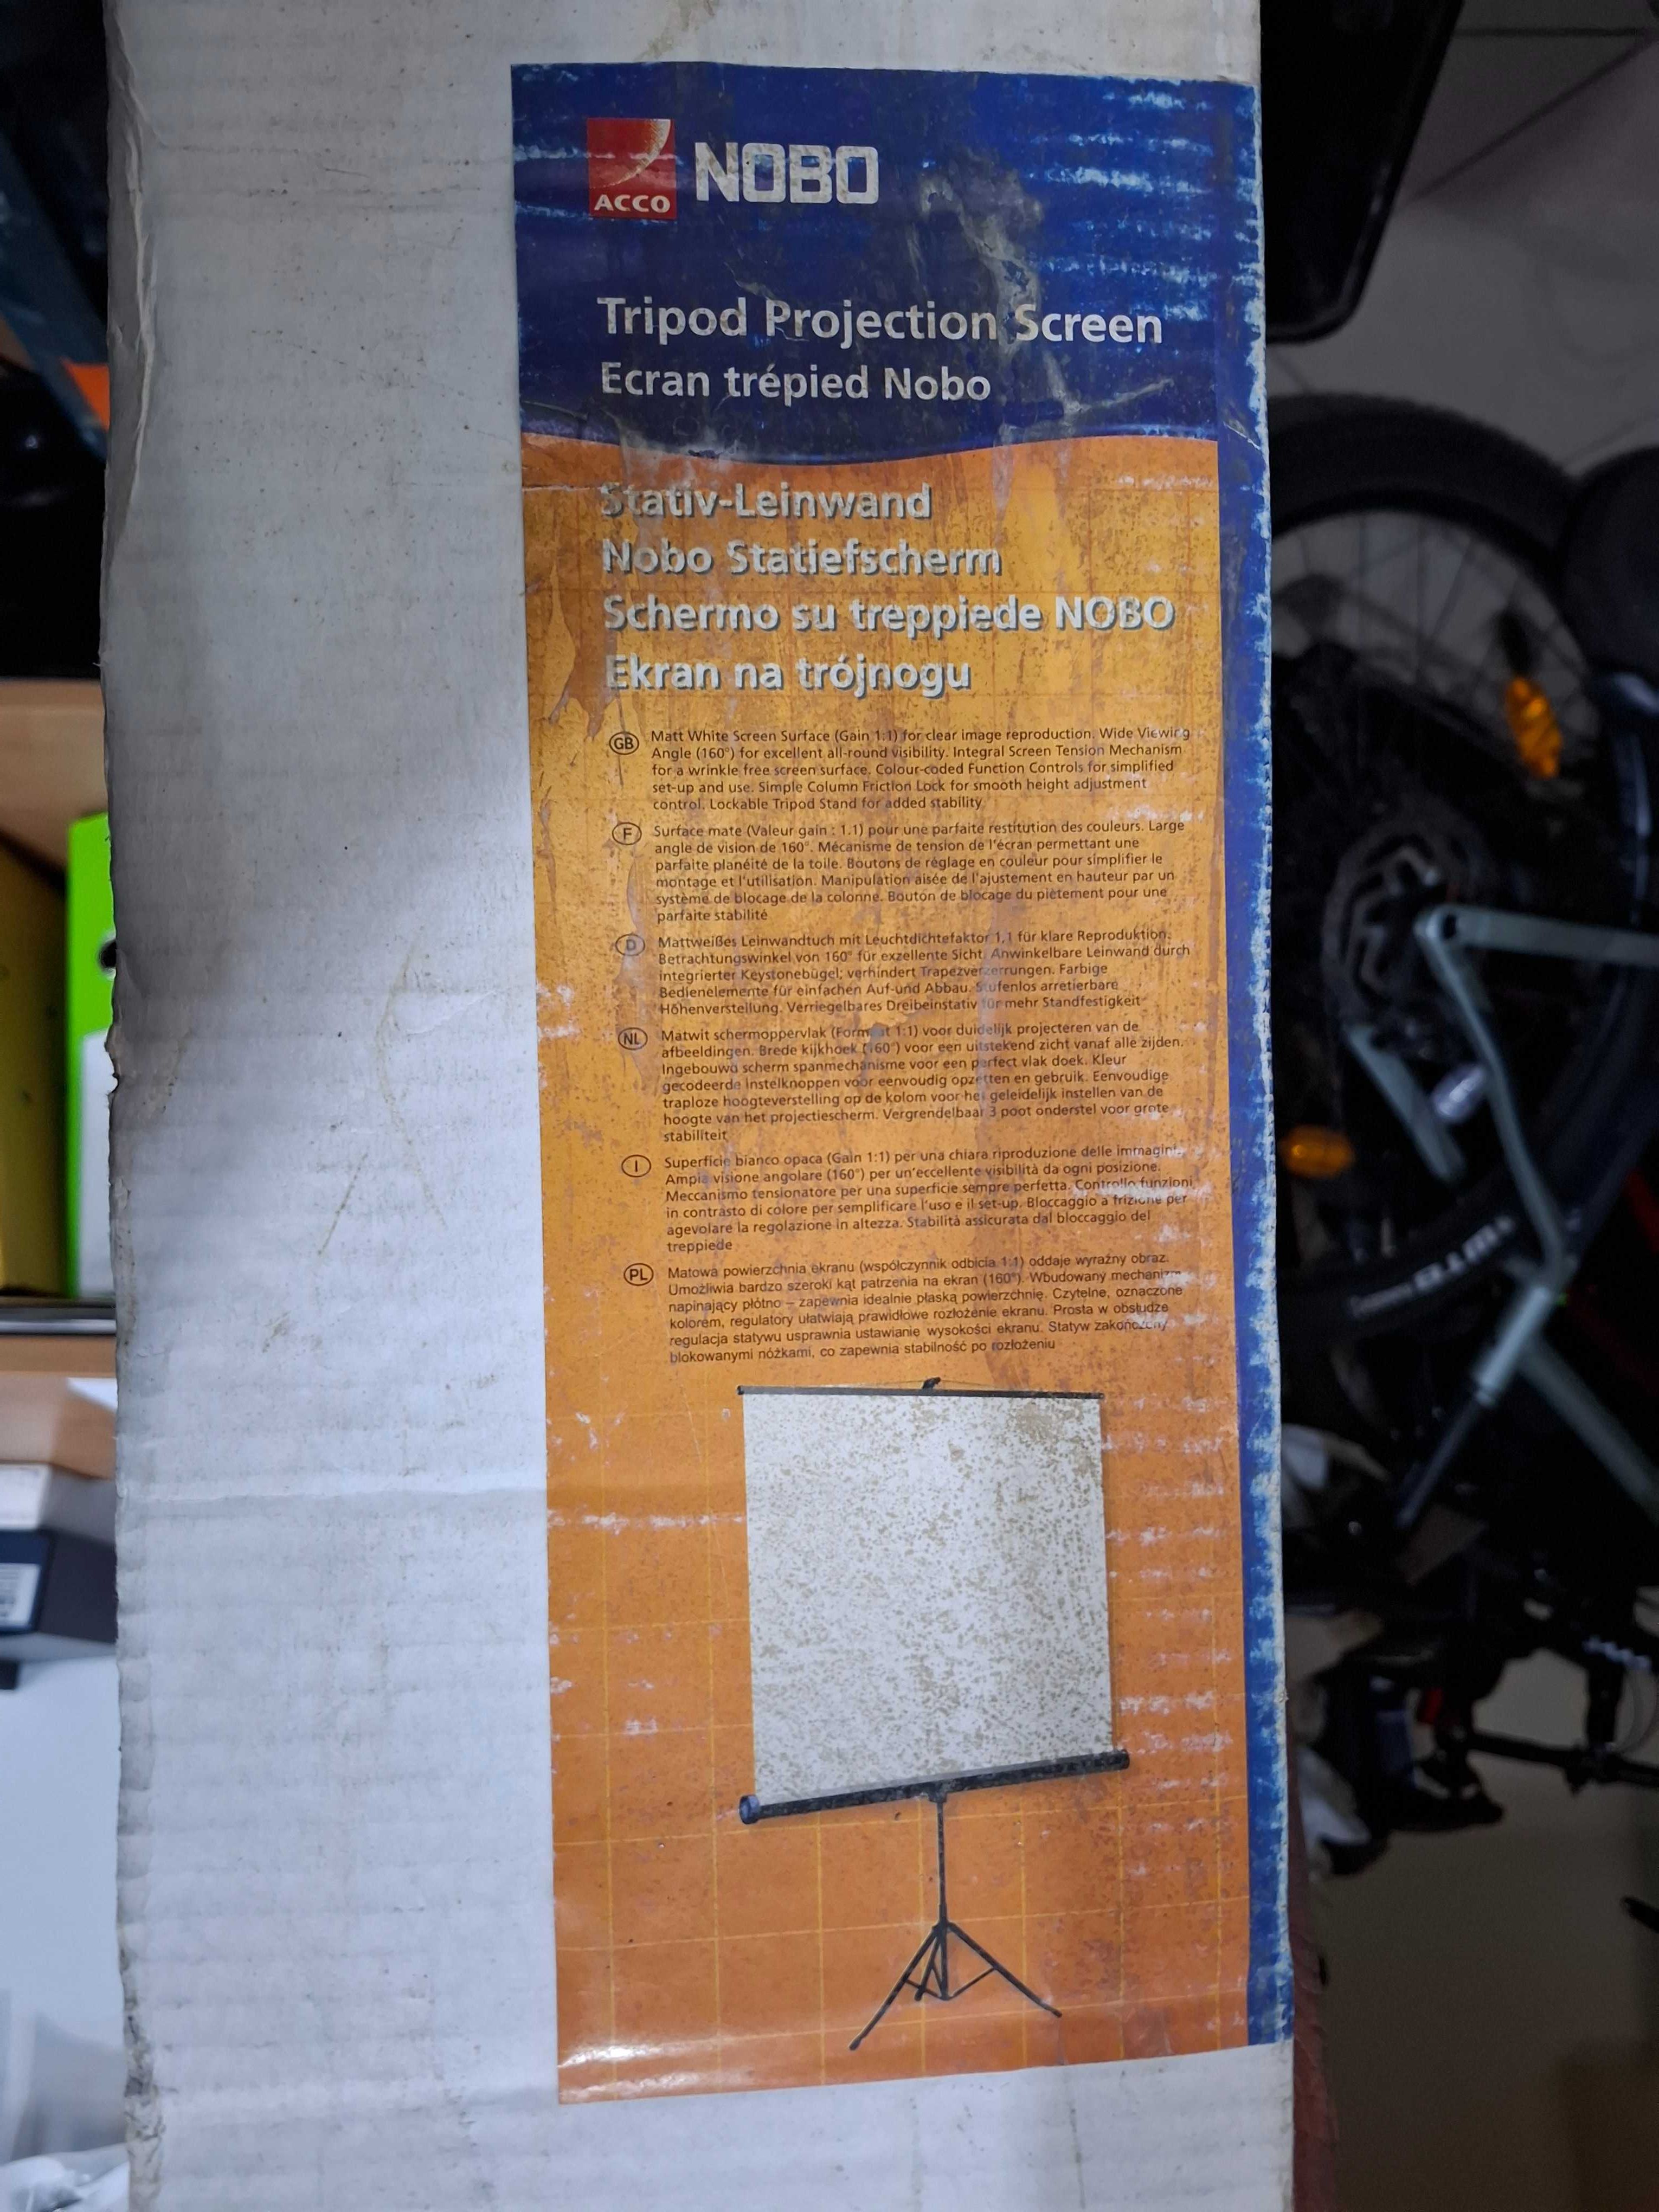 ACCO
NOBO
Tripod Projection Screen
Ecran trépied Nobo
Stativ-Leinwand
Nobo Statiefscherm
Schermo su treppiede NOBO
Ekran na trójnogu
GB
Matt White Screen Surface (Gain 1:1) for clear image reproduction. Wide Viewing
Angle (160°) for excellent all-round visibility. Integral Screen Tension Mechanism
for a wrinkle free screen surface. Colour-coded Function Controls for simplified
set-up and use. Simple Column Friction Lock for smooth height adjustment
control. Lockable Tripod Stand for added stability
F
Surface mate (Valeur gain : 1.1) pour une parfaite restitution des couleurs. Large
angle de vision de 160°. Mécanisme de tension de l'écran permettant une
parfaite planéité de la toile. Boutons de réglage en couleur pour simplifier le
montage et l'utilisation. Manipulation aisée de l'ajustement en hauteur par un
système de blocage de la colonne. Bouton de blocage du piètement pour une
parfaite stabilité
D
Mattweißes Leinwandtuch mit Leuchtdichtefaktor 1,1 für klare Reproduktion.
Betrachtungswinkel von 160° für exzellente Sicht. Anwinkelbare Leinwand durch
integrierter Keystonebügel; verhindert Trapezverzerrungen. Farbige
Bedienelemente für einfachen Auf-und Abbau. Stufenlos arretierbare
Höhenverstellung. Verriegelbares Dreibeinstativ für mehr Standfestigkeit
NL
Matwit schermoppervlak (Format 1:1) voor duidelijk projecteren van de
afbeeldingen. Brede kijkhoek (160°) voor een uitstekend zicht vanaf alle zijden.
Ingebouwd scherm spanmechanisme voor een perfect vlak doek. Kleur
gecodeerde instelknoppen voor eenvoudig opzetten en gebruik. Eenvoudige
traploze hoogteverstelling op de kolom voor het geleidelijk instellen van de
hoogte van het projectiescherm. Vergrendelbaar 3 poot onderstel voor grote
stabiliteit
I
Superficie bianco opaca (Gain 1:1) per una chiara riproduzione delle immagini.
Ampia visione angolare (160°) per un'eccellente visibilità da ogni posizione.
Meccanismo tensionatore per una superficie sempre perfetta. Controllo funzioni
in contrasto di colore per semplificare l'uso e il set-up. Bloccaggio a frizione per
agevolare la regolazione in altezza. Stabilità assicurata dal bloccaggio del
treppiede
PL
Matowa powierzchnia ekranu (współczynnik odbicia 1:1) oddaje wyraźny obraz.
Umożliwia bardzo szeroki kąt patrzenia na ekran (160°). Wbudowany mechanizm
napinający płótno – zapewnia idealnie płaską powierzchnię. Czytelne, oznaczone
kolorem, regulatory ułatwiają prawidłowe rozłożenie ekranu. Prosta w obsłudze
regulacja statywu usprawnia ustawianie wysokości ekranu. Statyw zakończony
blokowanymi nóżkami, co zapewnia stabilność po rozłożeniu